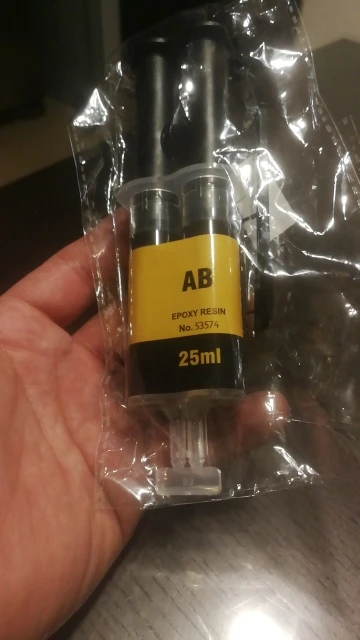 AB
EPOXY RESIN
No. 53574
25ml